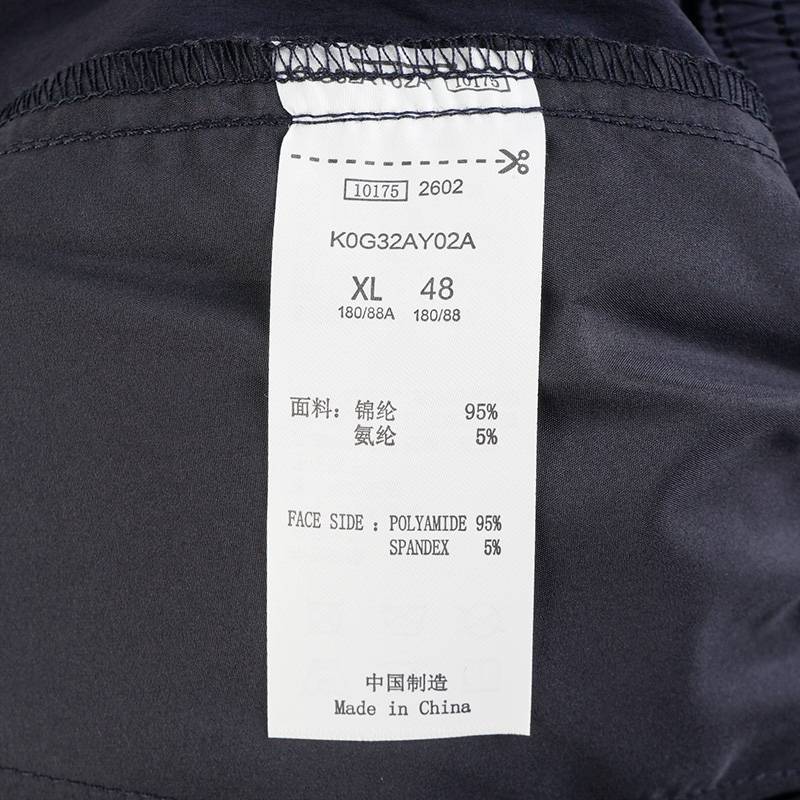 10175
10175 2602
K0G32AY02A
XL 48
180/88A 180/88
面料：锦纶 95%
氨纶 5%
FACE SIDE : POLYAMIDE 95%
SPANDEX 5%
中国制造
Made in China